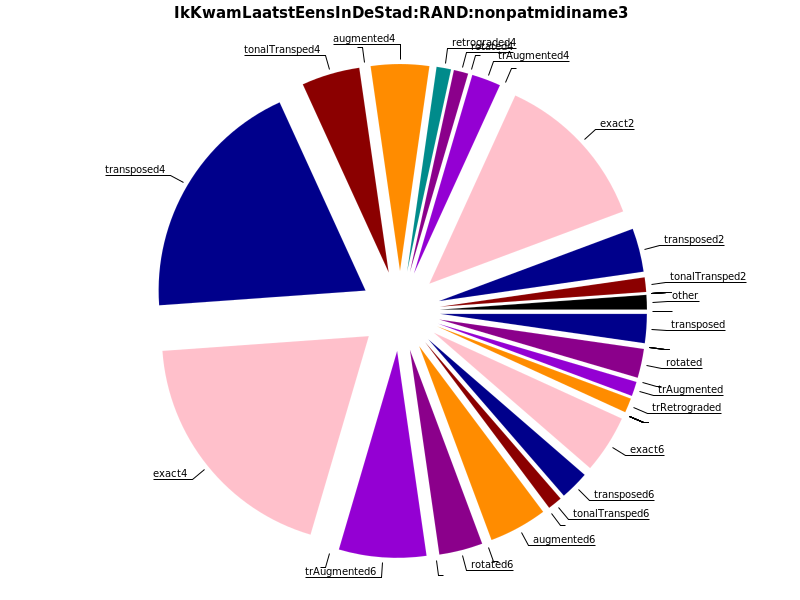 IkKwamLaatstEensInDeStad:RAND:nonpatmidiname3
augmented4
retrograded4
rotated4
tonalTransped4
trAugmented4
exact2
transposed4
transposed2
tonalTransped2
other
transposed
rotated
trAugmented
trRetrograded
exact6
exact4
transposed6
tonalTransped6
augmented6
rotated6
trAugmented6